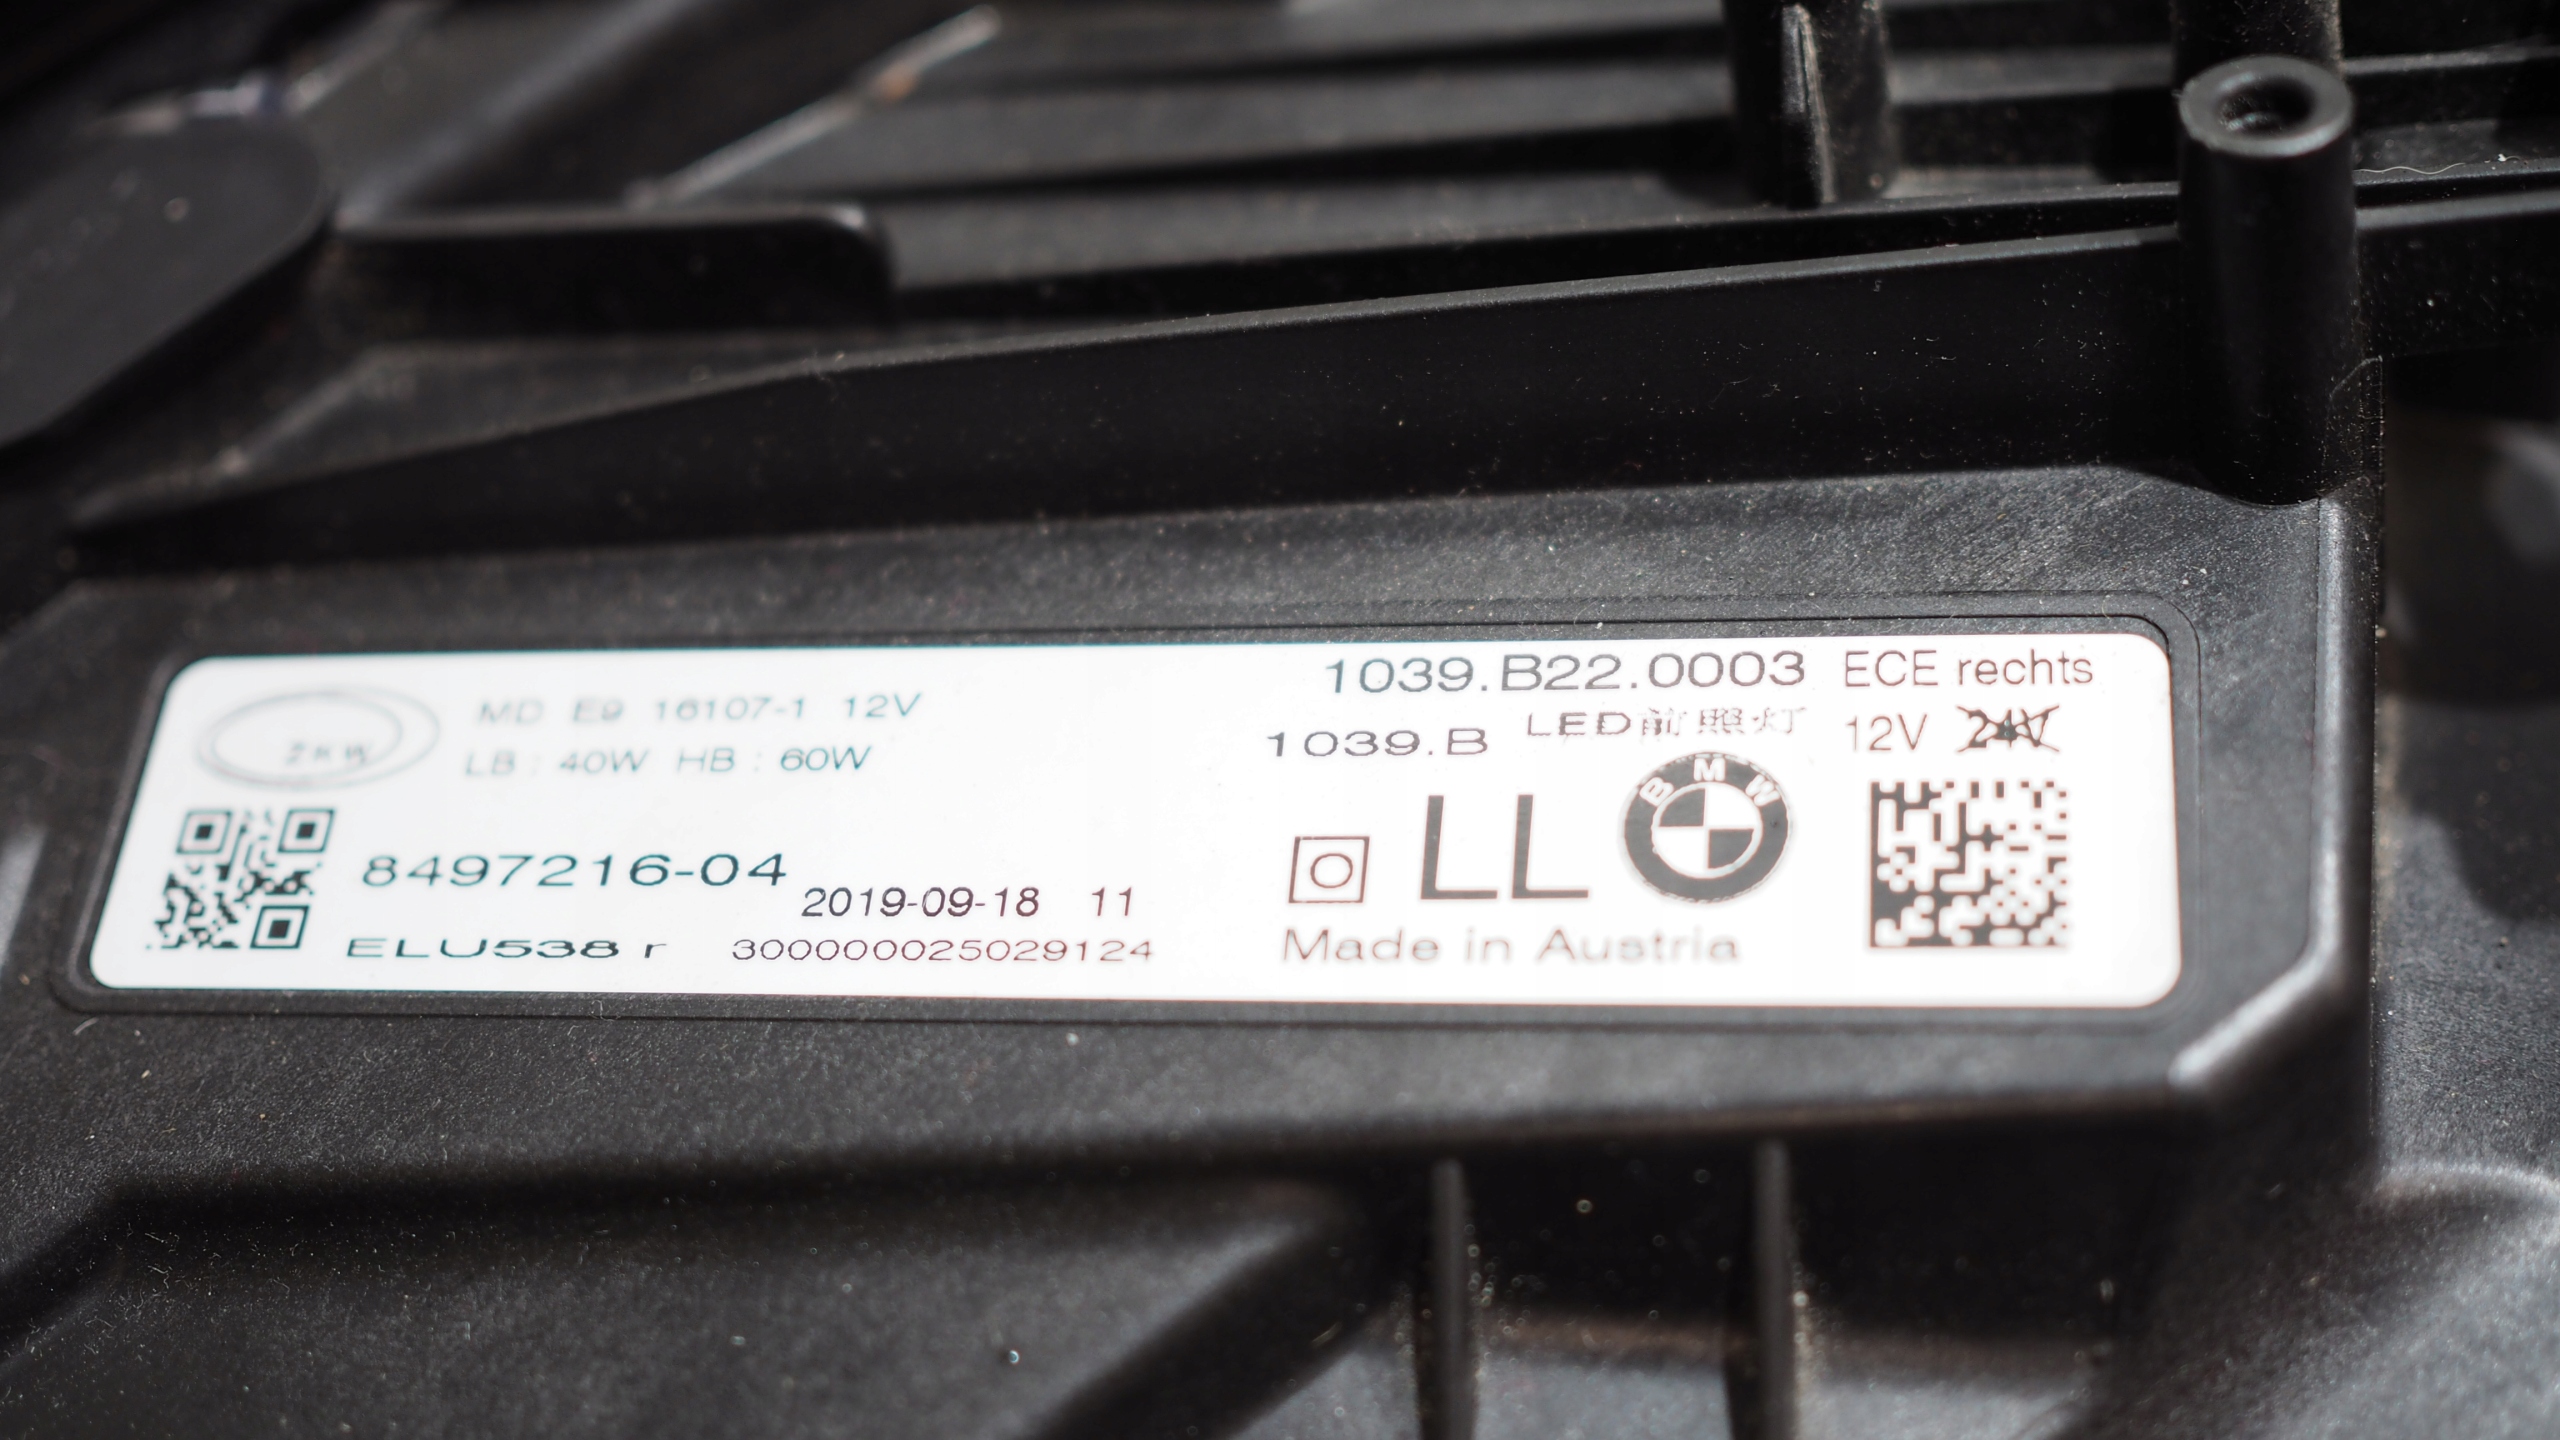 ZKW
MD E9 16107-1 12V
LB : 40W HB : 60W
8497216-04
2019-09-18 11
ELU538 r 300000025029124
1039.B22.0003 ECE rechts
1039.B LED前照灯 12V 24V
LL
BMW
Made in Austria